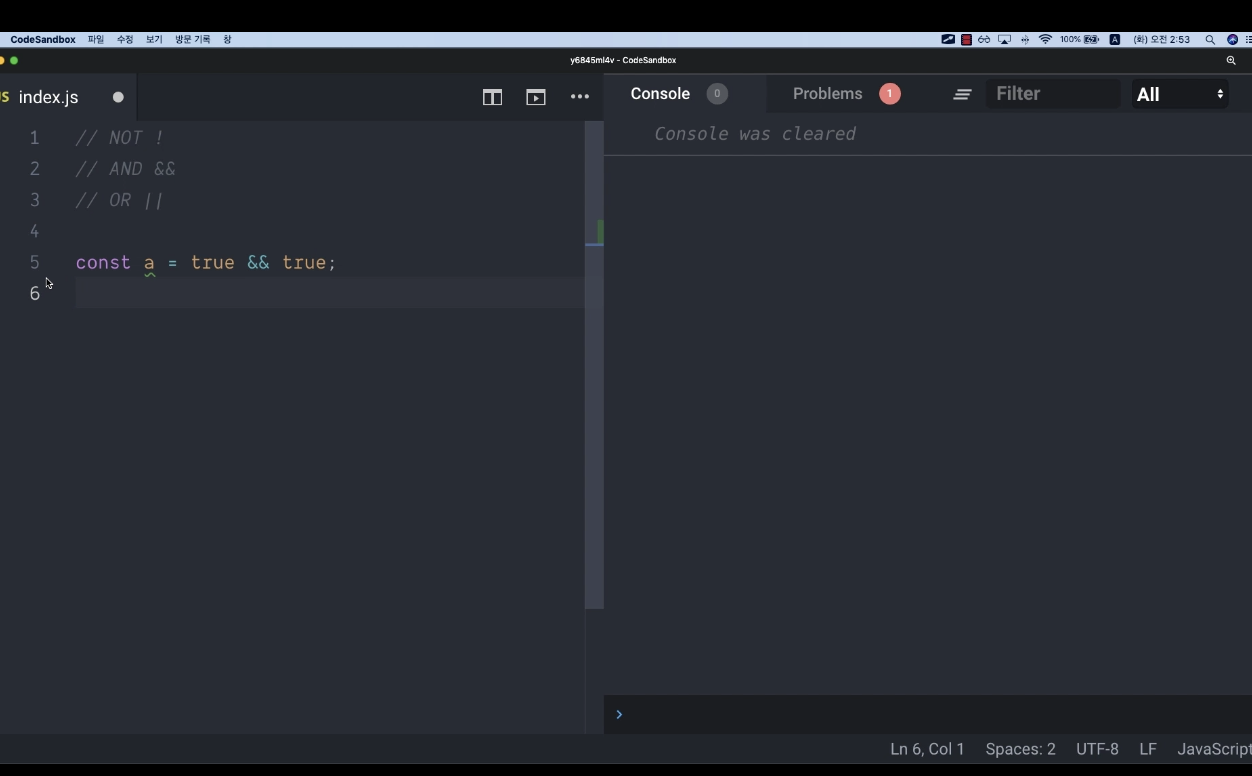 CodeSandbox 파일 수정 보기 방문 기록 창 100% A (화) 오전 2:53
y6845ml4v - CodeSandbox
JS index.js
Console 0 Problems 1 Filter All
1 // NOT !
2 // AND &&
3 // OR ||
4
5 const a = true && true;
6
Console was cleared
›
Ln 6, Col 1 Spaces: 2 UTF-8 LF JavaScript